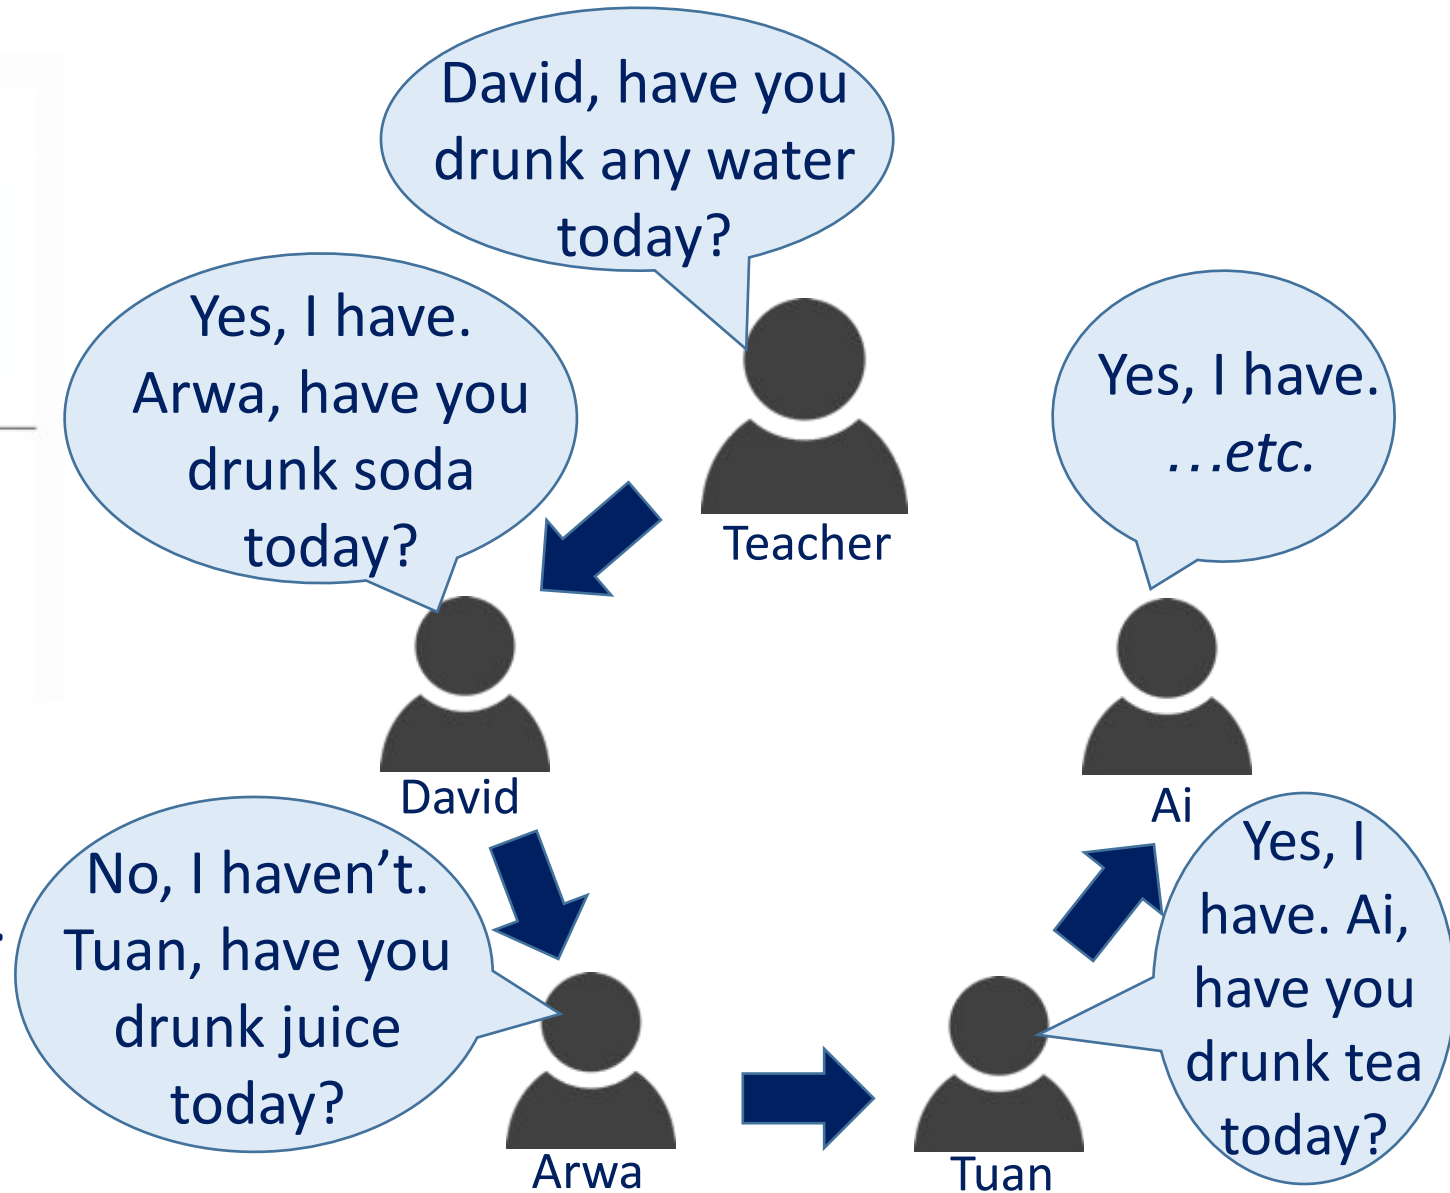 David, have you
drunk any water
today?
Teacher
Yes, I have.
Arwa, have you
drunk soda
today?
David
No, I haven’t.
Tuan, have you
drunk juice
today?
Arwa
Yes, I
have. Ai,
have you
drunk tea
today?
Tuan
Yes, I have.
…etc.
Ai